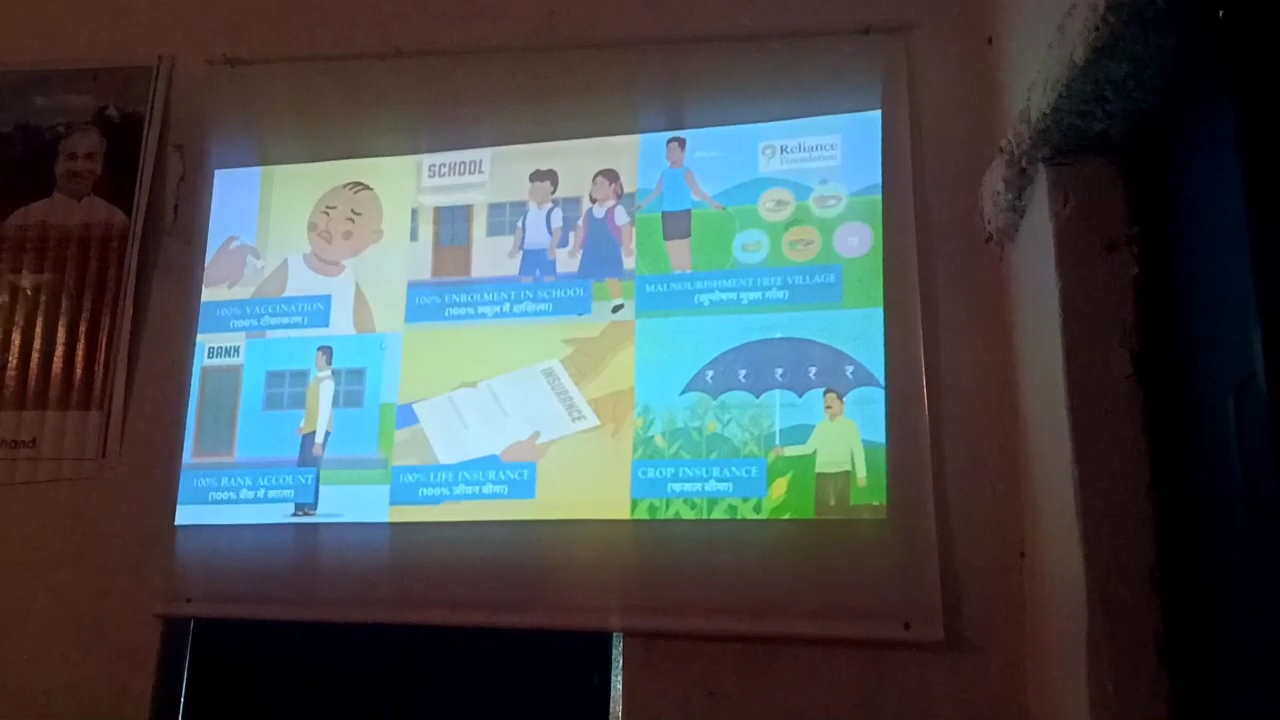 SCHOOL
Reliance
Foundation
100% VACCINATION
(100% टीकाकरण)
100% ENROLMENT IN SCHOOL
(100% स्कूल में दाखिला)
MALNOURISHMENT FREE VILLAGE
(कुपोषण मुक्त गाँव)
BANK
INSURANCE
₹ ₹ ₹ ₹ ₹
100% BANK ACCOUNT
(100% बैंक में खाता)
100% LIFE INSURANCE
(100% जीवन बीमा)
CROP INSURANCE
(फसल बीमा)